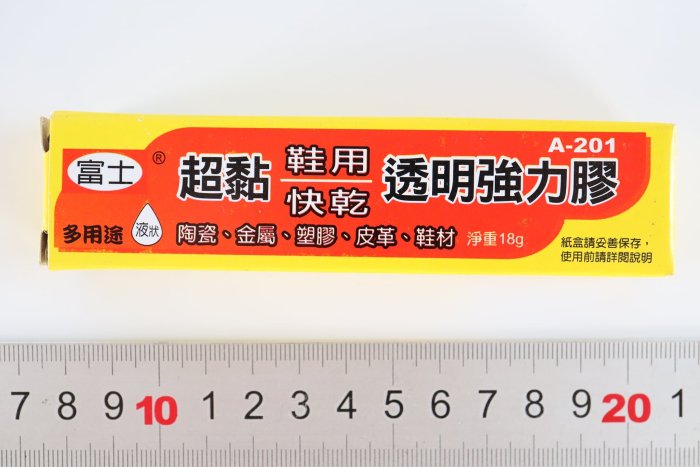 A-201
富士®
超黏 鞋用 快乾 透明強力膠
多用途 液狀 陶瓷、金屬、塑膠、皮革、鞋材 淨重18g
紙盒請妥善保存，
使用前請詳閱說明
7 8 9 10 1 2 3 4 5 6 7 8 9 20 1